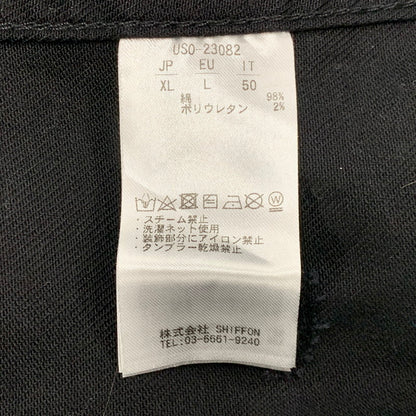 USO-23082
JP EU IT
XL L 50
綿 98%
ポリウレタン 2%
・スチーム禁止
・洗濯ネット使用
・装飾部分にアイロン禁止
・タンブラー乾燥禁止
株式会社 SHIFFON
TEL:03-6551-9240